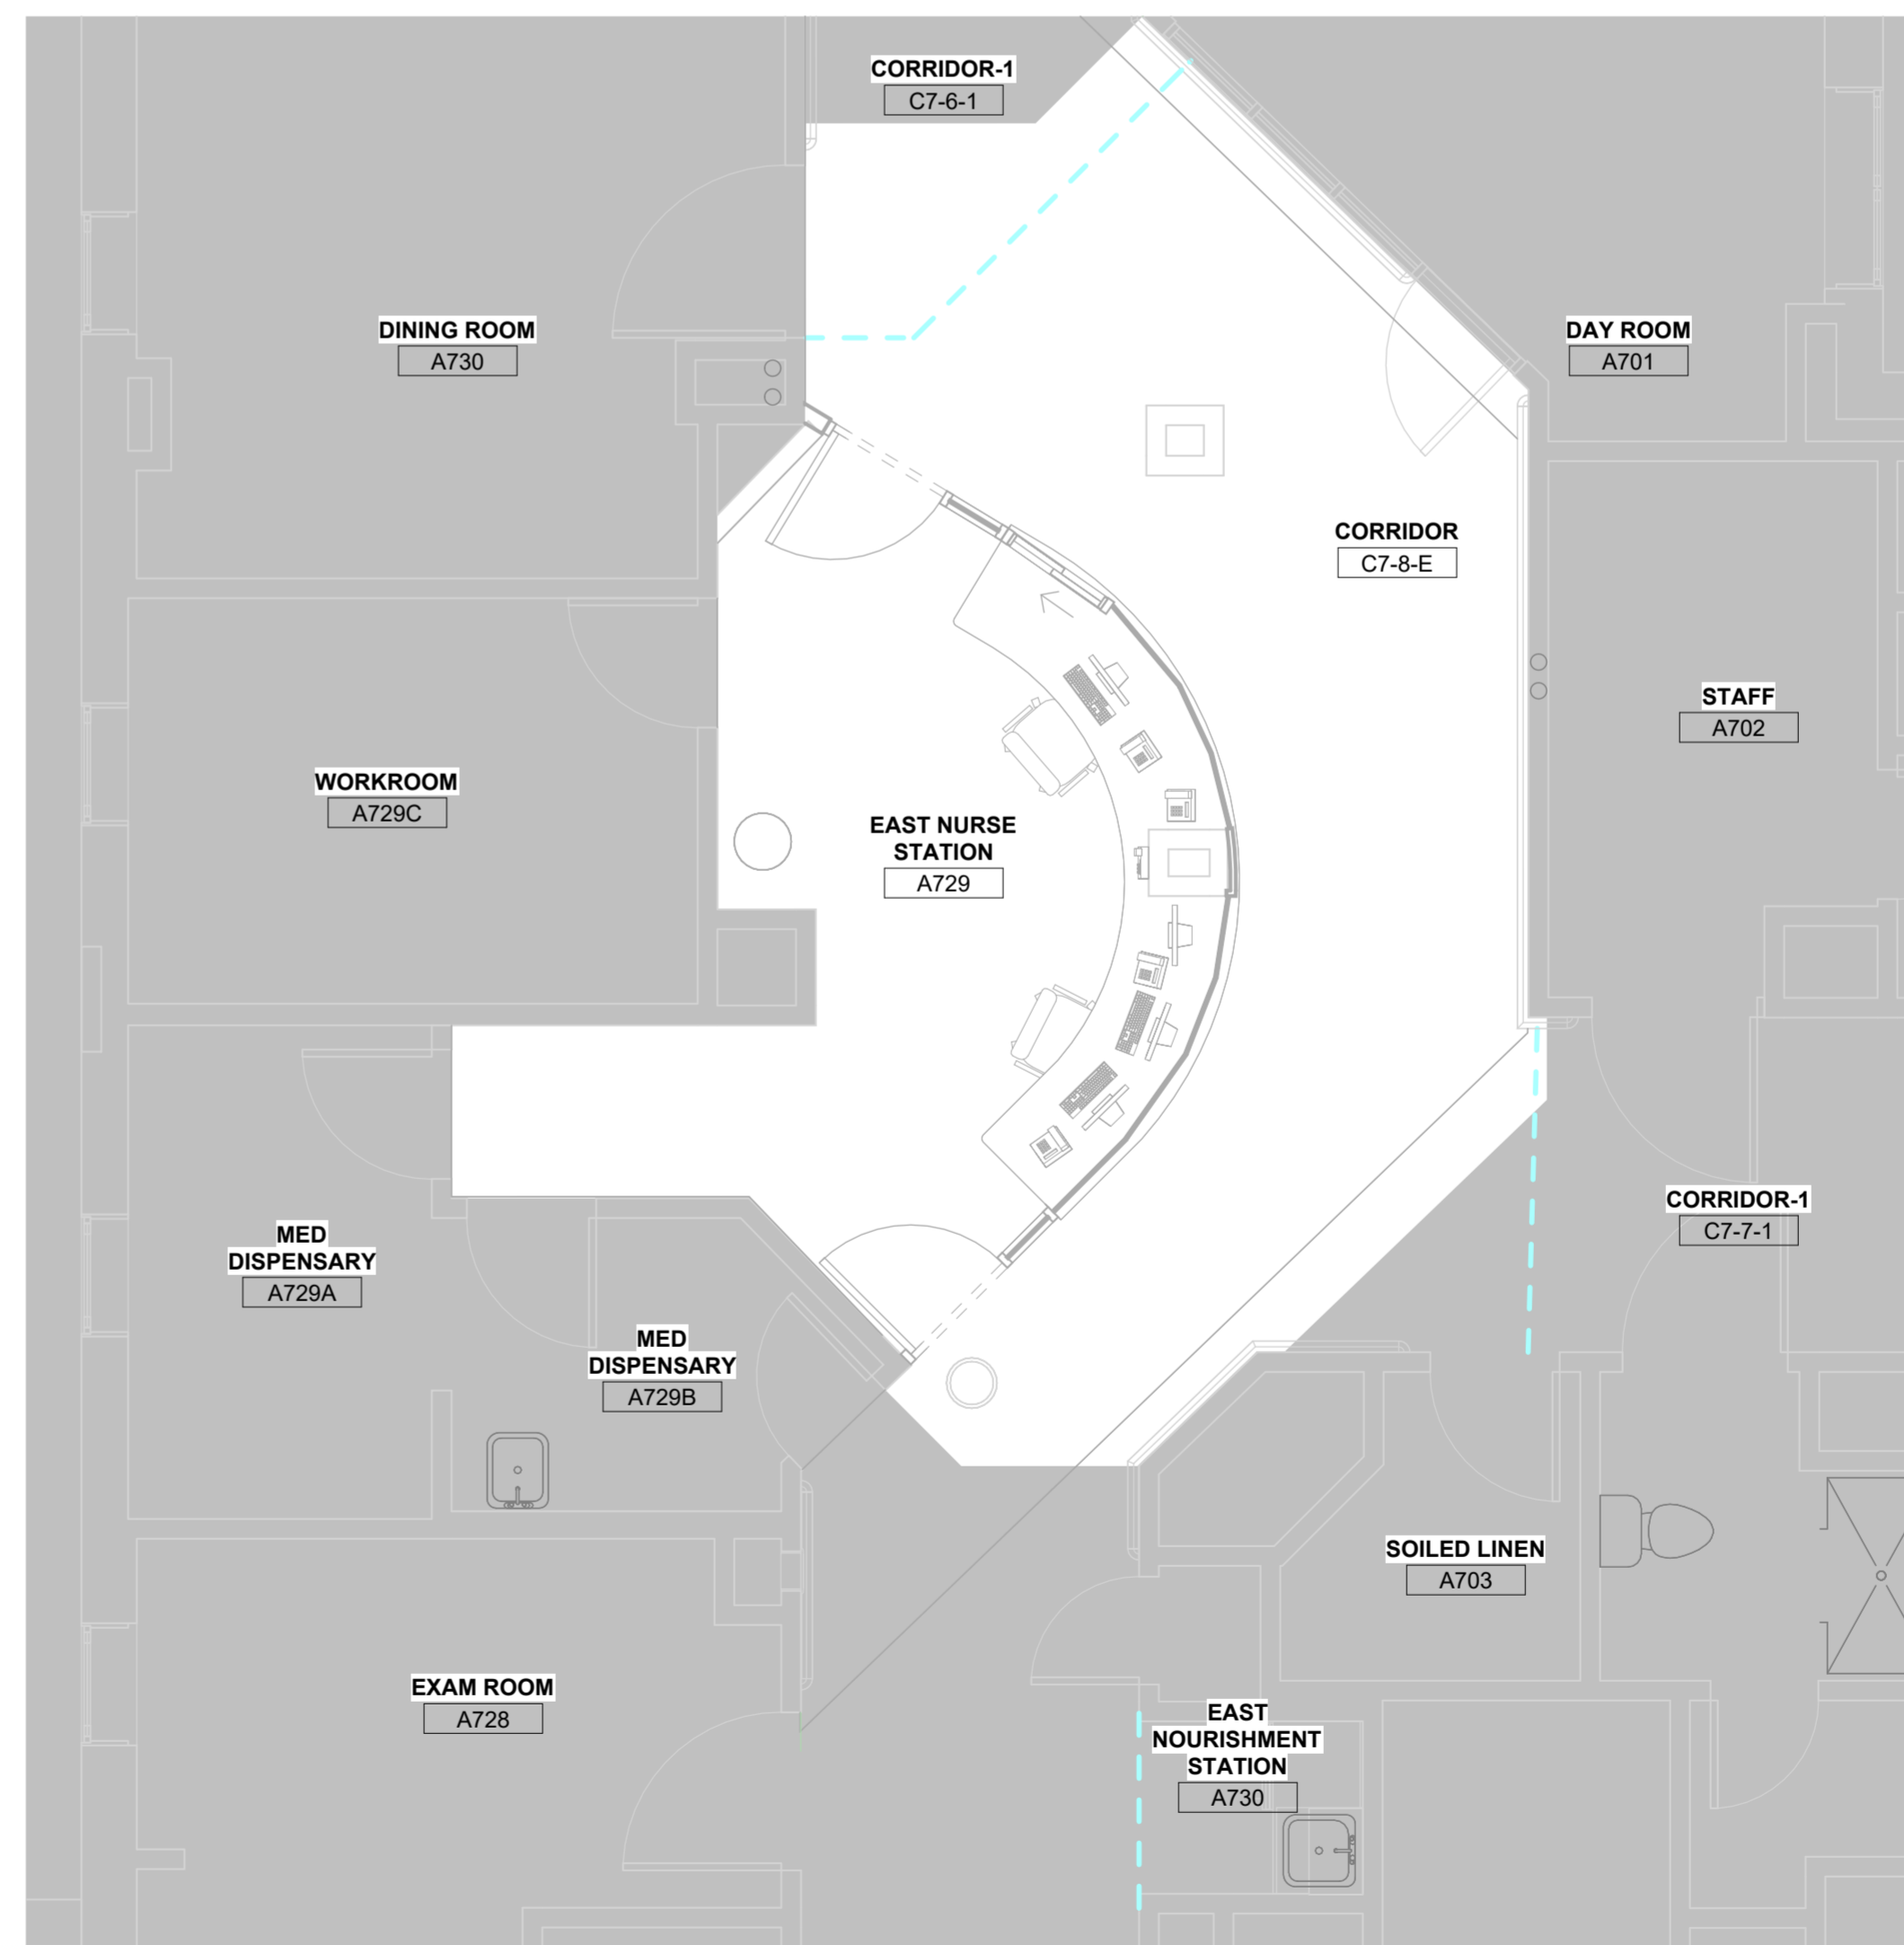 CORRIDOR-1
C7-6-1
DINING ROOM
A730
DAY ROOM
A701
CORRIDOR
C7-8-E
STAFF
A702
WORKROOM
A729C
EAST NURSE
STATION
A729
CORRIDOR-1
C7-7-1
MED
DISPENSARY
A729A
MED
DISPENSARY
A729B
SOILED LINEN
A703
EXAM ROOM
A728
EAST
NOURISHMENT
STATION
A730